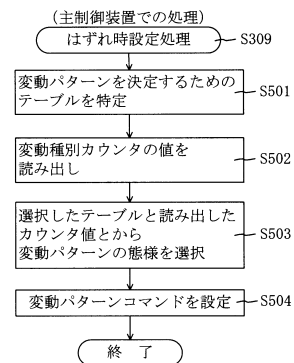 (主制御装置での処理)
はずれ時設定処理
S309
変動パターンを決定するための
テーブルを特定
S501
変動種別カウンタの値を
読み出し
S502
選択したテーブルと読み出した
カウンタ値とから
変動パターンの態様を選択
S503
変動パターンコマンドを設定
S504
終 了